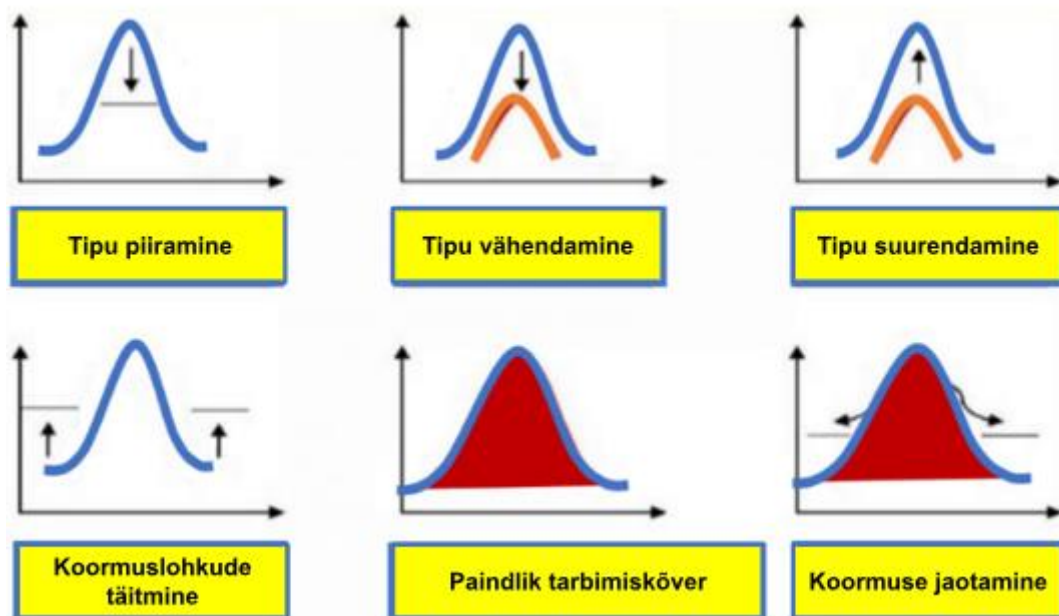 Tipu piiramine
Tipu vähendamine
Tipu suurendamine
Koormuslohkude
täitmine
Paindlik tarbimiskõver
Koormuse jaotamine